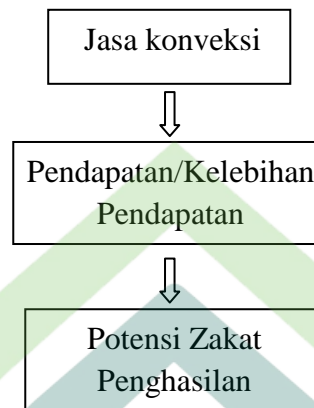 Jasa konveksi
Pendapatan/Kelebihan
Pendapatan
Potensi Zakat
Penghasilan